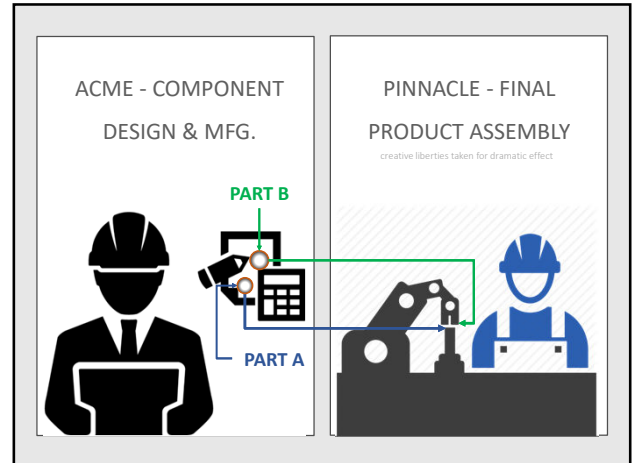 ACME - COMPONENT
DESIGN & MFG.
PINNACLE - FINAL
PRODUCT ASSEMBLY
creative liberties taken for dramatic effect
PART B
PART A